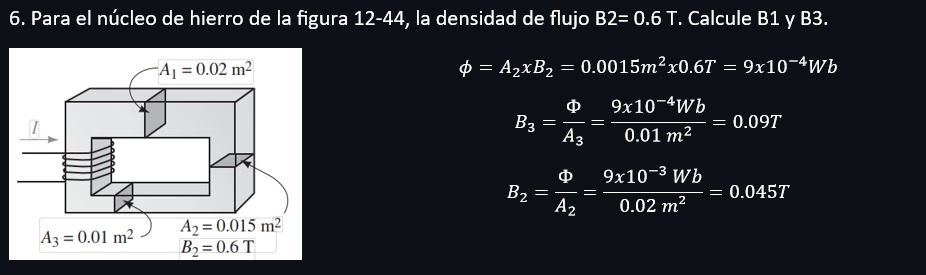 6. Para el núcleo de hierro de la figura 12-44, la densidad de flujo B2= 0.6 T. Calcule B1 y B3.
A₁ = 0.02 m²
I
A₃ = 0.01 m²
A₂ = 0.015 m²
B₂ = 0.6 T
ϕ = A₂xB₂ = 0.0015m²x0.6T = 9x10⁻⁴Wb
B₃ = Φ/A₃ = 9x10⁻⁴Wb/0.01 m² = 0.09T
B₂ = Φ/A₂ = 9x10⁻³ Wb/0.02 m² = 0.045T